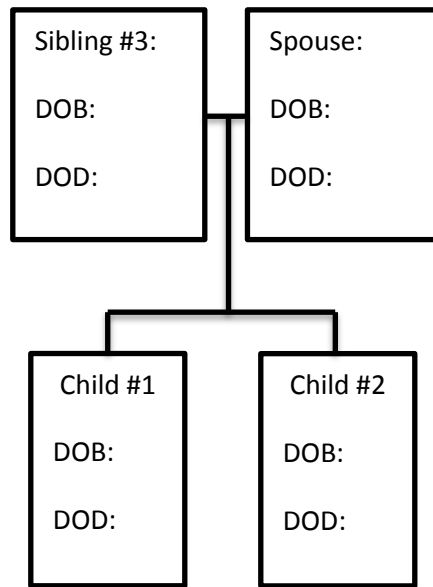 Sibling #3:
DOB:
DOD:
Spouse:
DOB:
DOD:
Child #1
DOB:
DOD:
Child #2
DOB:
DOD: